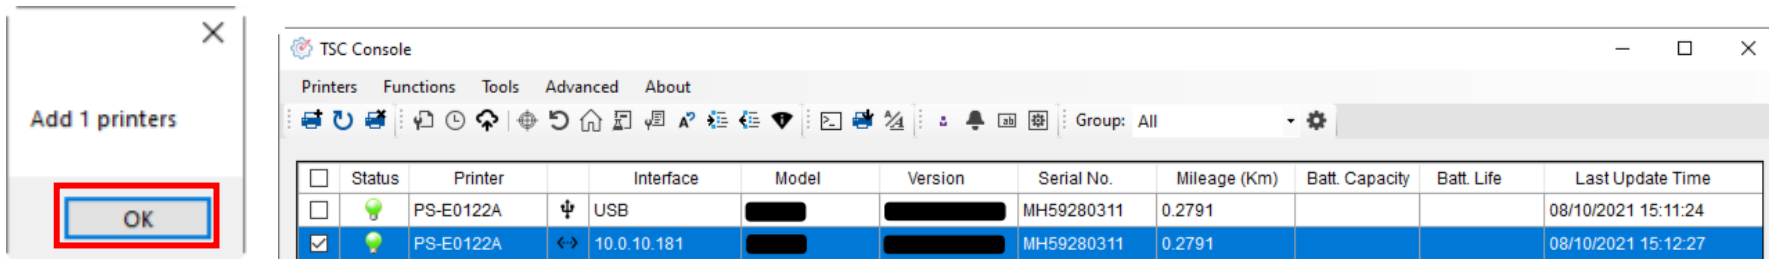 Add 1 printers
OK
TSC Console
Printers Functions Tools Advanced About
Group: All
Status Printer Interface Model Version Serial No. Mileage (Km) Batt. Capacity Batt. Life Last Update Time
PS-E0122A USB MH59280311 0.2791 08/10/2021 15:11:24
PS-E0122A 10.0.10.181 MH59280311 0.2791 08/10/2021 15:12:27